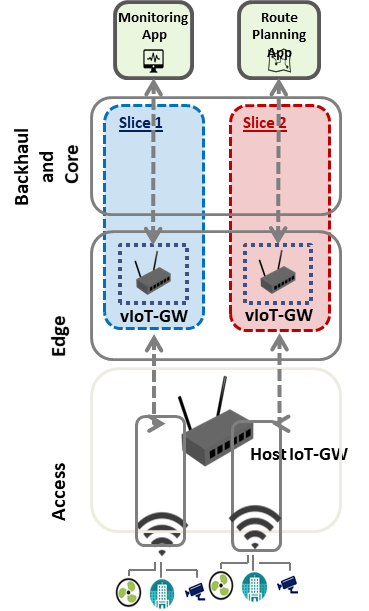 Monitoring
App
Route
Planning
App
Slice 1
Slice 2
Backhaul
and
Core
vIoT-GW
vIoT-GW
Edge
Host IoT-GW
Access